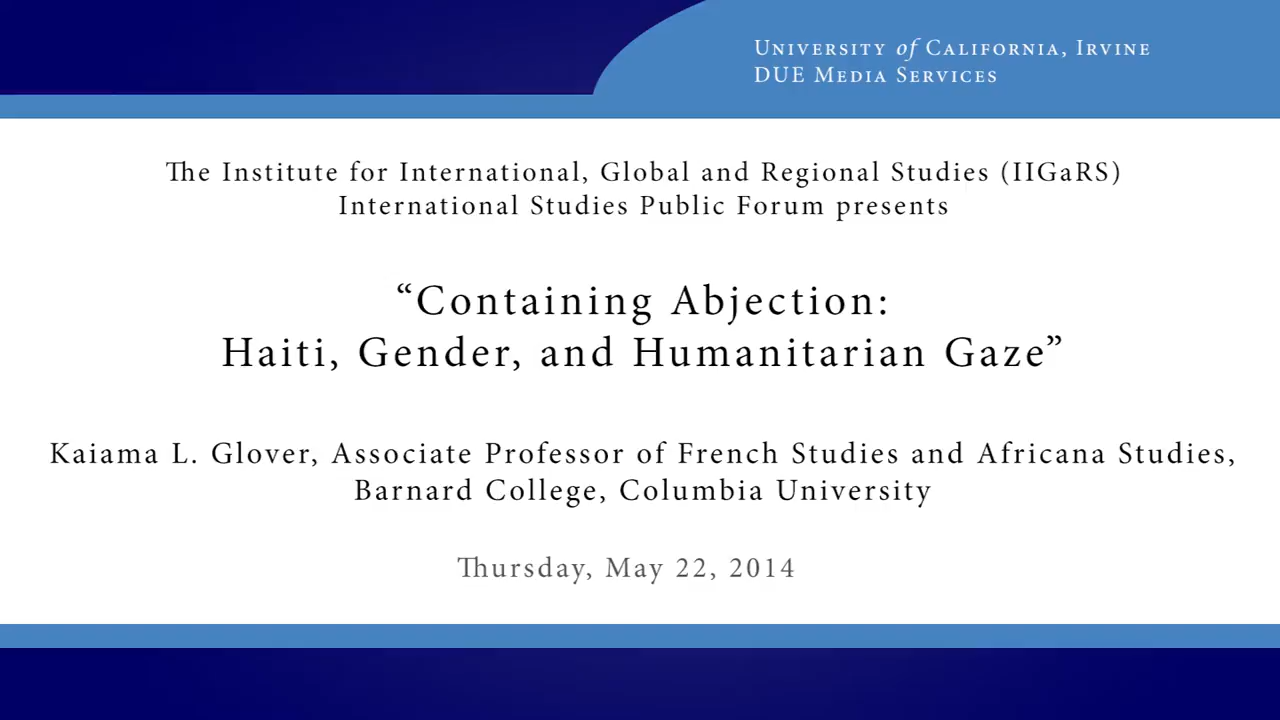 University of California, Irvine
DUE Media Services
The Institute for International, Global and Regional Studies (IIGaRS)
International Studies Public Forum presents
“Containing Abjection:
Haiti, Gender, and Humanitarian Gaze”
Kaiama L. Glover, Associate Professor of French Studies and Africana Studies,
Barnard College, Columbia University
Thursday, May 22, 2014